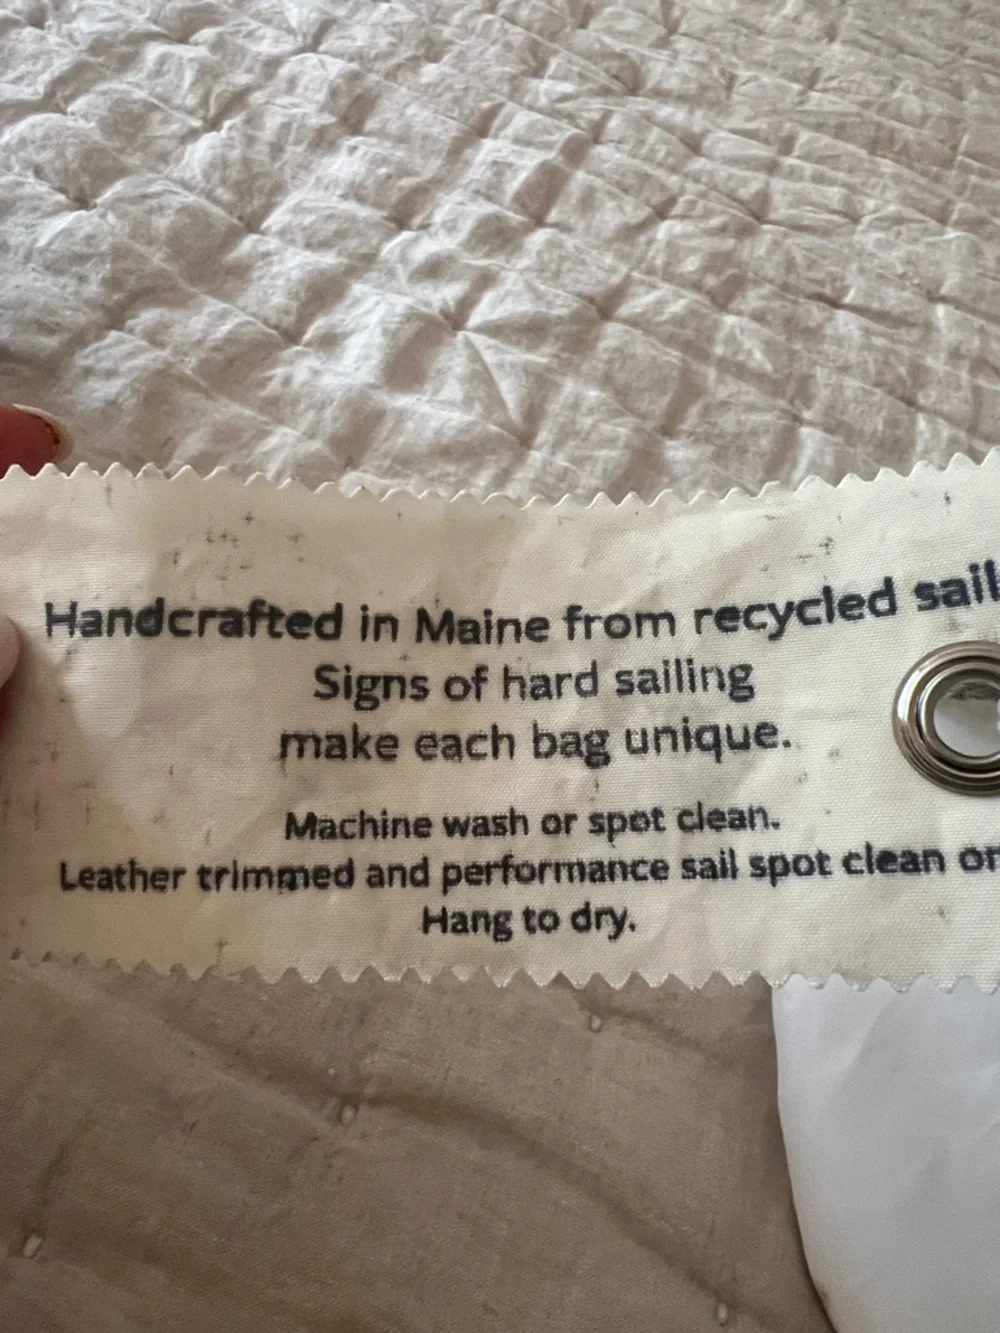 Handcrafted in Maine from recycled sail
Signs of hard sailing
make each bag unique.
Machine wash or spot clean.
Leather trimmed and performance sail spot clean
Hang to dry.